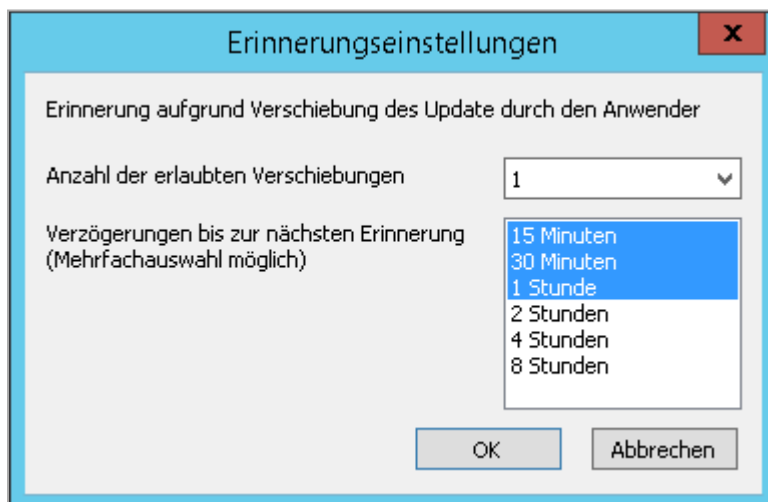 Erinnerungseinstellungen
x
Erinnerung aufgrund Verschiebung des Update durch den Anwender
Anzahl der erlaubten Verschiebungen
1
Verzögerungen bis zur nächsten Erinnerung
(Mehrfachauswahl möglich)
15 Minuten
30 Minuten
1 Stunde
2 Stunden
4 Stunden
8 Stunden
OK
Abbrechen